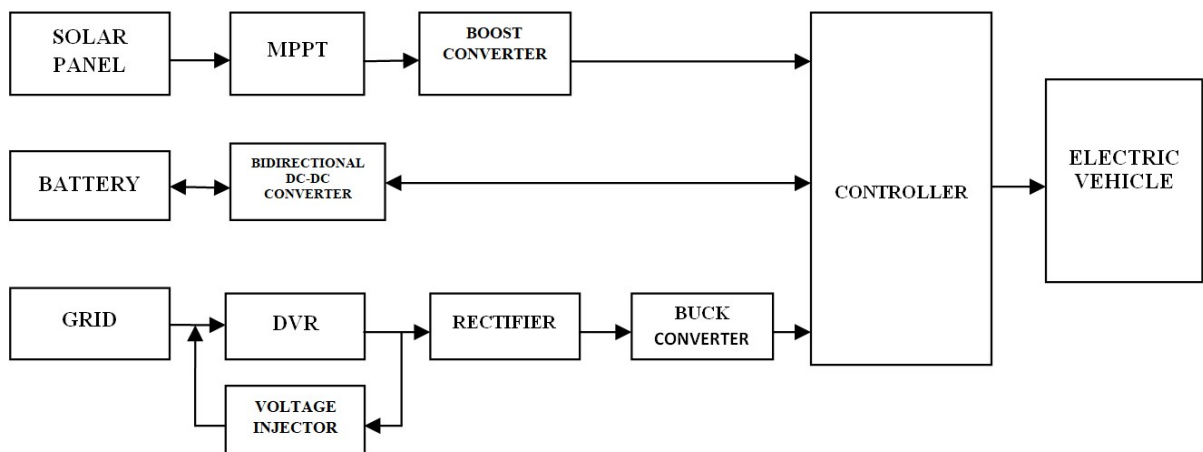 SOLAR
PANEL
MPPT
BOOST
CONVERTER
BATTERY
BIDIRECTIONAL
DC-DC
CONVERTER
CONTROLLER
ELECTRIC
VEHICLE
GRID
DVR
RECTIFIER
BUCK
CONVERTER
VOLTAGE
INJECTOR